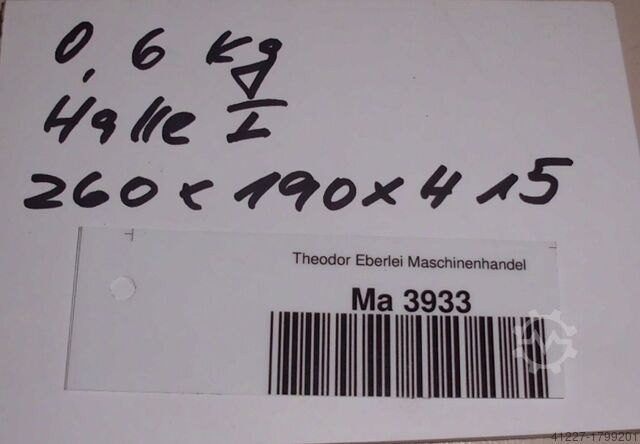 0,6 kg
Halle I
260 x 190 x 415
Theodor Eberlei Maschinenhandel
Ma 3933
41227-1799201